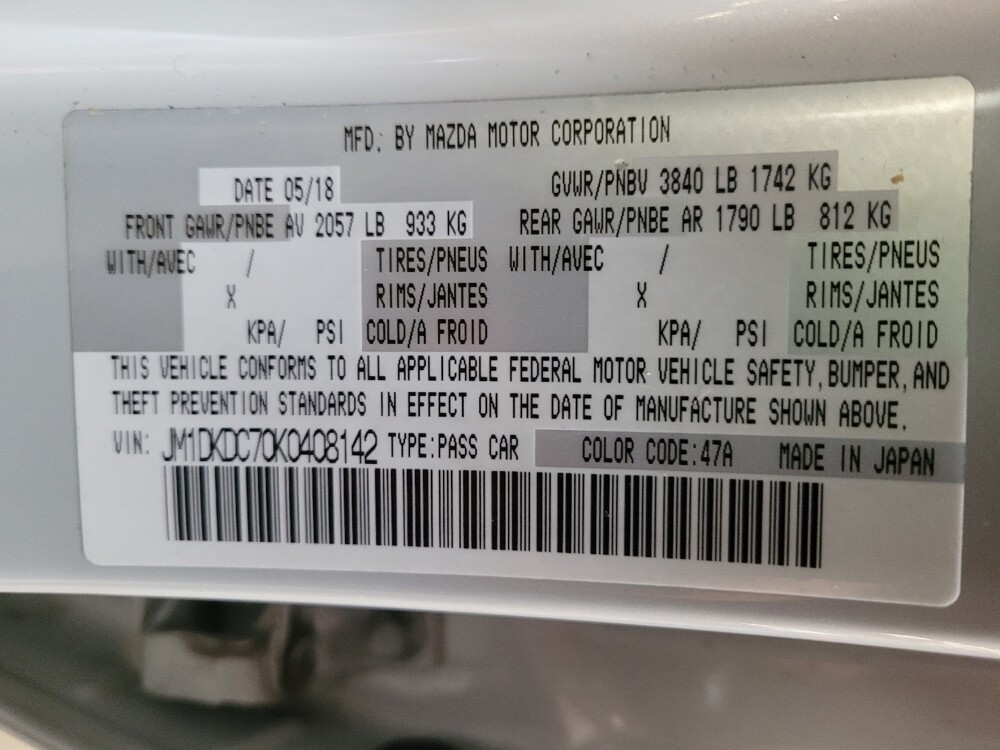 MFD: BY MAZDA MOTOR CORPORATION
DATE 05/18 GVWR/PNBV 3840 LB 1742 KG
FRONT GAWR/PNBE AV 2057 LB 933 KG REAR GAWR/PNBE AR 1790 LB 812 KG
WITH/AVEC / TIRES/PNEUS WITH/AVEC / TIRES/PNEUS
X RIMS/JANTES X RIMS/JANTES
KPA/ PSI COLD/A FROID KPA/ PSI COLD/A FROID
THIS VEHICLE CONFORMS TO ALL APPLICABLE FEDERAL MOTOR VEHICLE SAFETY, BUMPER, AND
THEFT PREVENTION STANDARDS IN EFFECT ON THE DATE OF MANUFACTURE SHOWN ABOVE.
VIN: JM1DKDC70K0408142 TYPE:PASS CAR COLOR CODE:47A MADE IN JAPAN